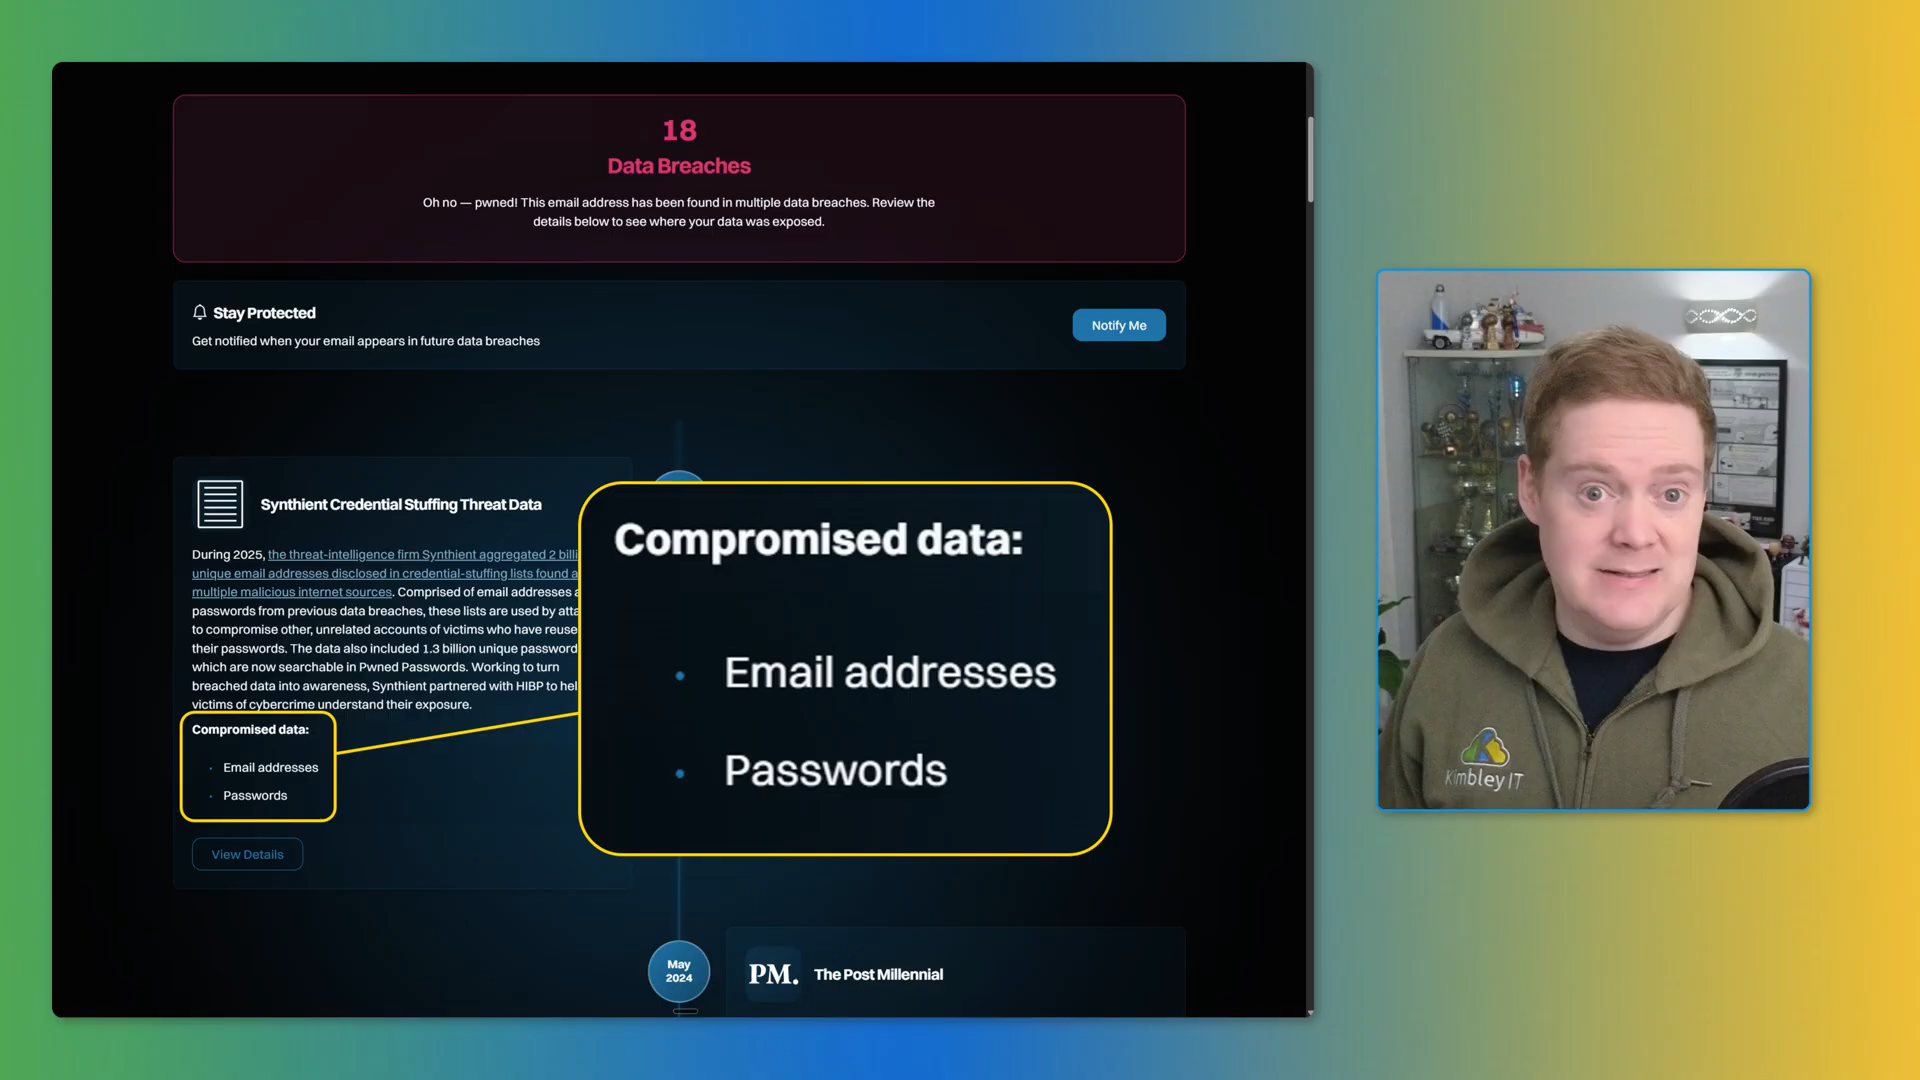 18
Data Breaches
Oh no — pwned! This email address has been found in multiple data breaches. Review the
details below to see where your data was exposed.
Stay Protected
Get notified when your email appears in future data breaches
Notify Me
Synthient Credential Stuffing Threat Data
During 2025, the threat-intelligence firm Synthient aggregated 2 billi
unique email addresses disclosed in credential-stuffing lists found a
multiple malicious internet sources. Comprised of email addresses a
passwords from previous data breaches, these lists are used by atta
to compromise other, unrelated accounts of victims who have reuse
their passwords. The data also included 1.3 billion unique password
which are now searchable in Pwned Passwords. Working to turn
breached data into awareness, Synthient partnered with HIBP to hel
victims of cybercrime understand their exposure.
Compromised data:
Email addresses
Passwords
View Details
Compromised data:
Email addresses
Passwords
May
2024
PM.
The Post Millennial
Kimbley IT